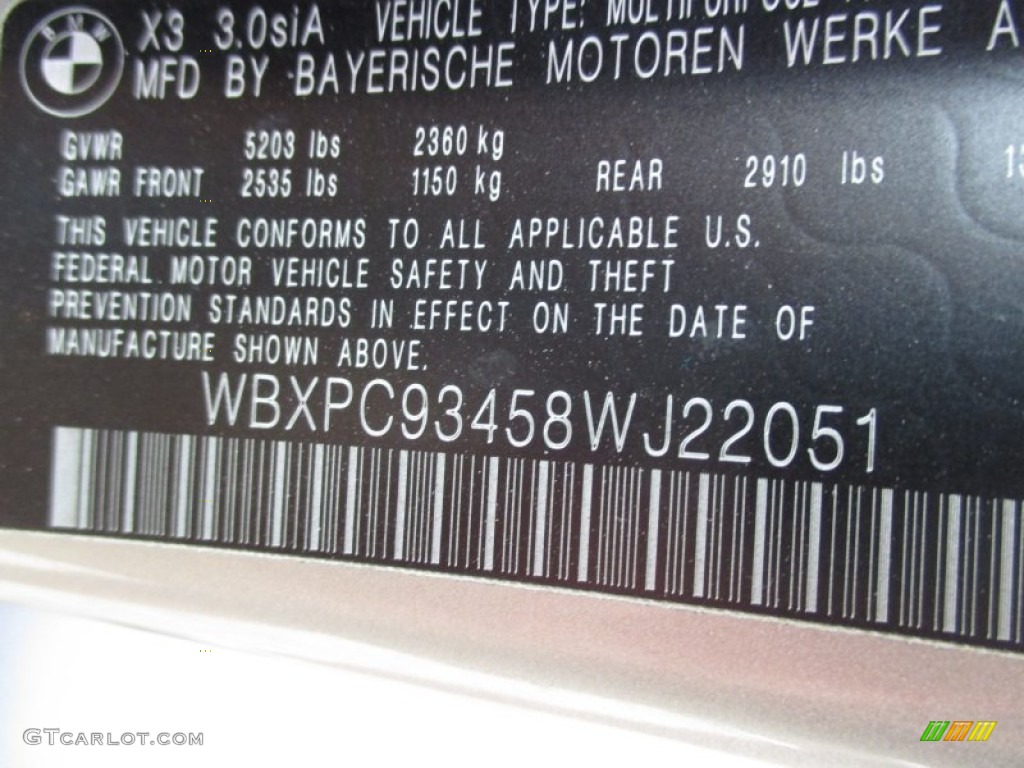 BMW
X3 3.0siA VEHICLE TYPE: MULTIPURPOSE
MFD BY BAYERISCHE MOTOREN WERKE A
GVWR 5203 lbs 2360 kg
GAWR FRONT 2535 lbs 1150 kg REAR 2910 lbs
THIS VEHICLE CONFORMS TO ALL APPLICABLE U.S.
FEDERAL MOTOR VEHICLE SAFETY AND THEFT
PREVENTION STANDARDS IN EFFECT ON THE DATE OF
MANUFACTURE SHOWN ABOVE.
WBXPC93458WJ22051
GTCarlot.com